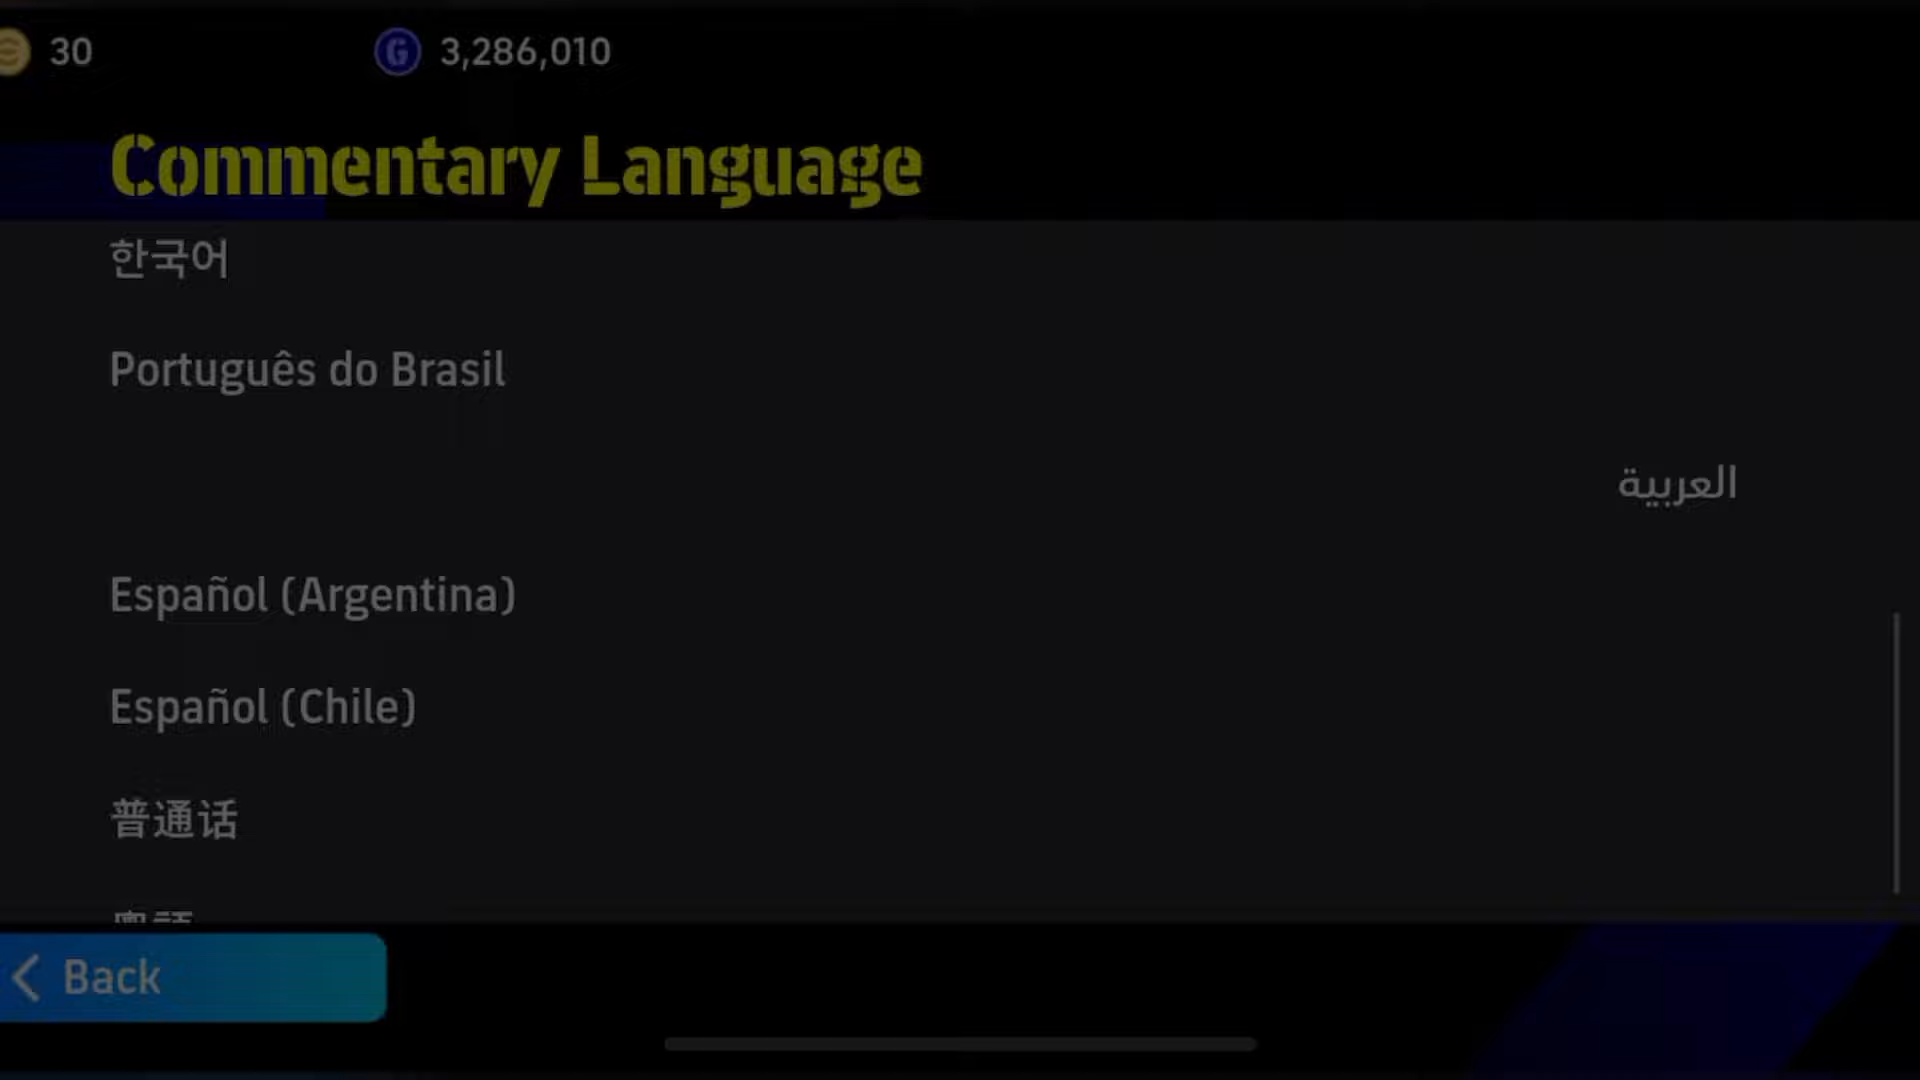 30
3,286,010
Commentary Language
한국어
Português do Brasil
العربية
Español (Argentina)
Español (Chile)
普通话
Back